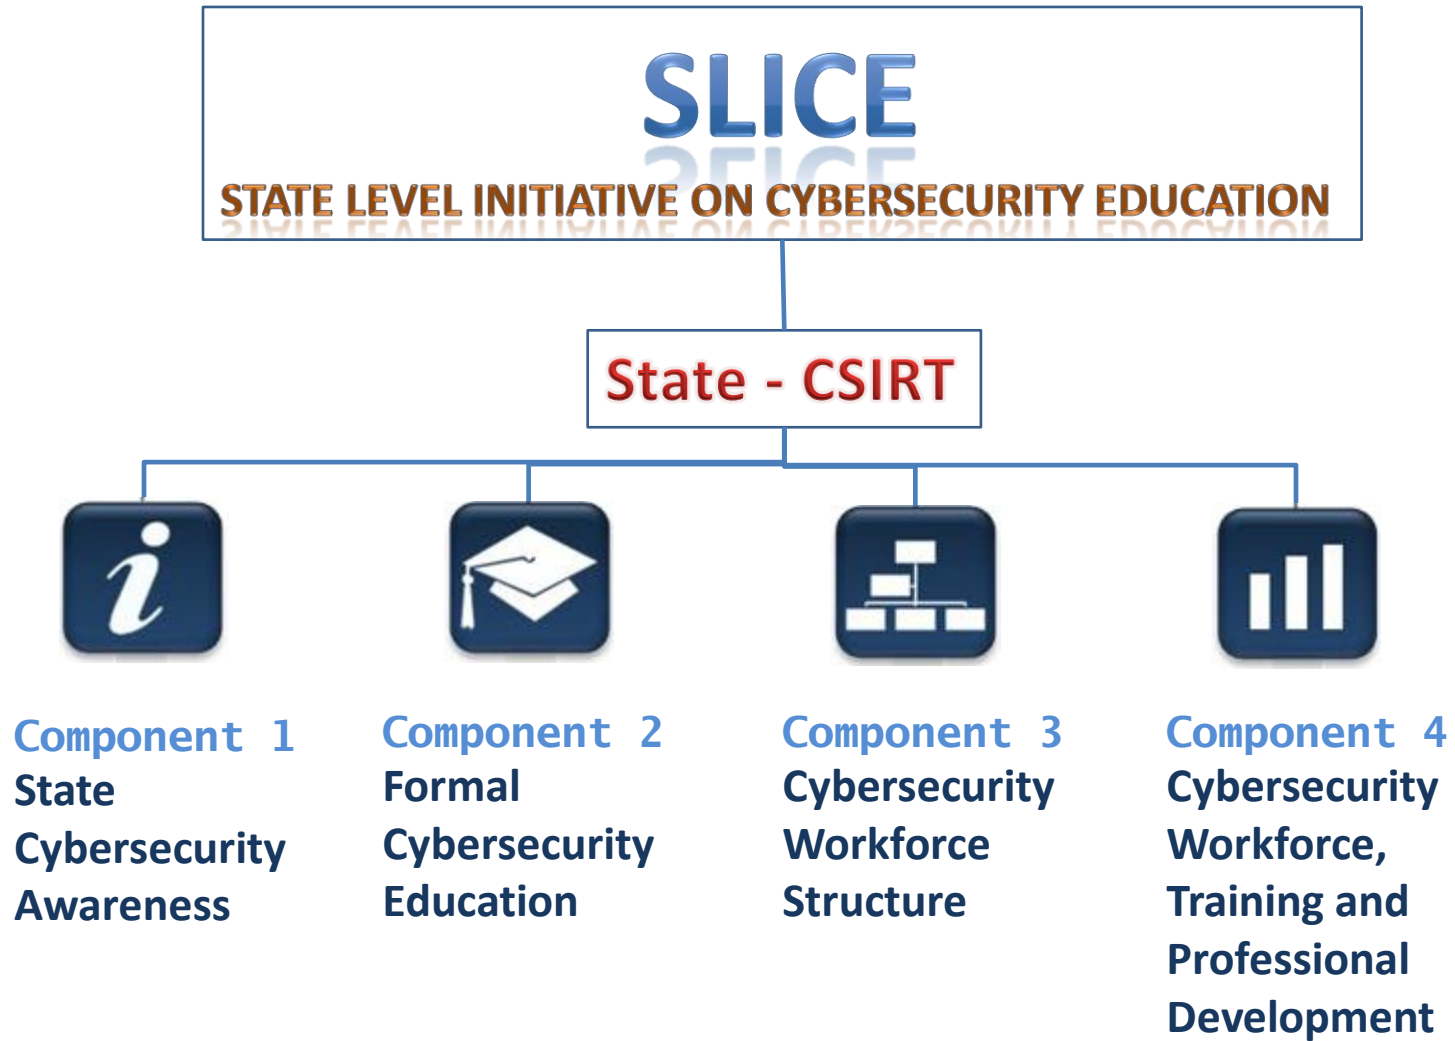 SLICE
STATE LEVEL INITIATIVE ON CYBERSECURITY EDUCATION
State - CSIRT
Component 1
State
Cybersecurity
Awareness
Component 2
Formal
Cybersecurity
Education
Component 3
Cybersecurity
Workforce
Structure
Component 4
Cybersecurity
Workforce,
Training and
Professional
Development